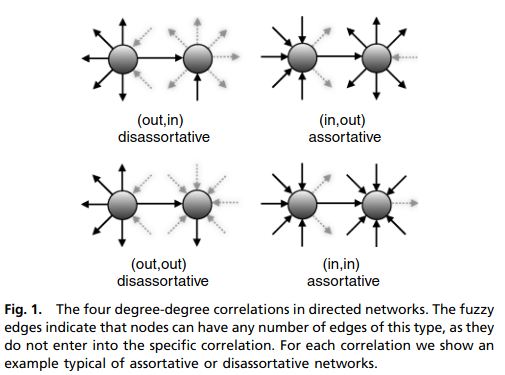 (out,in)
disassortative
(in,out)
assortative
(out,out)
disassortative
(in,in)
assortative
Fig. 1. The four degree-degree correlations in directed networks. The fuzzy
edges indicate that nodes can have any number of edges of this type, as they
do not enter into the specific correlation. For each correlation we show an
example typical of assortative or disassortative networks.